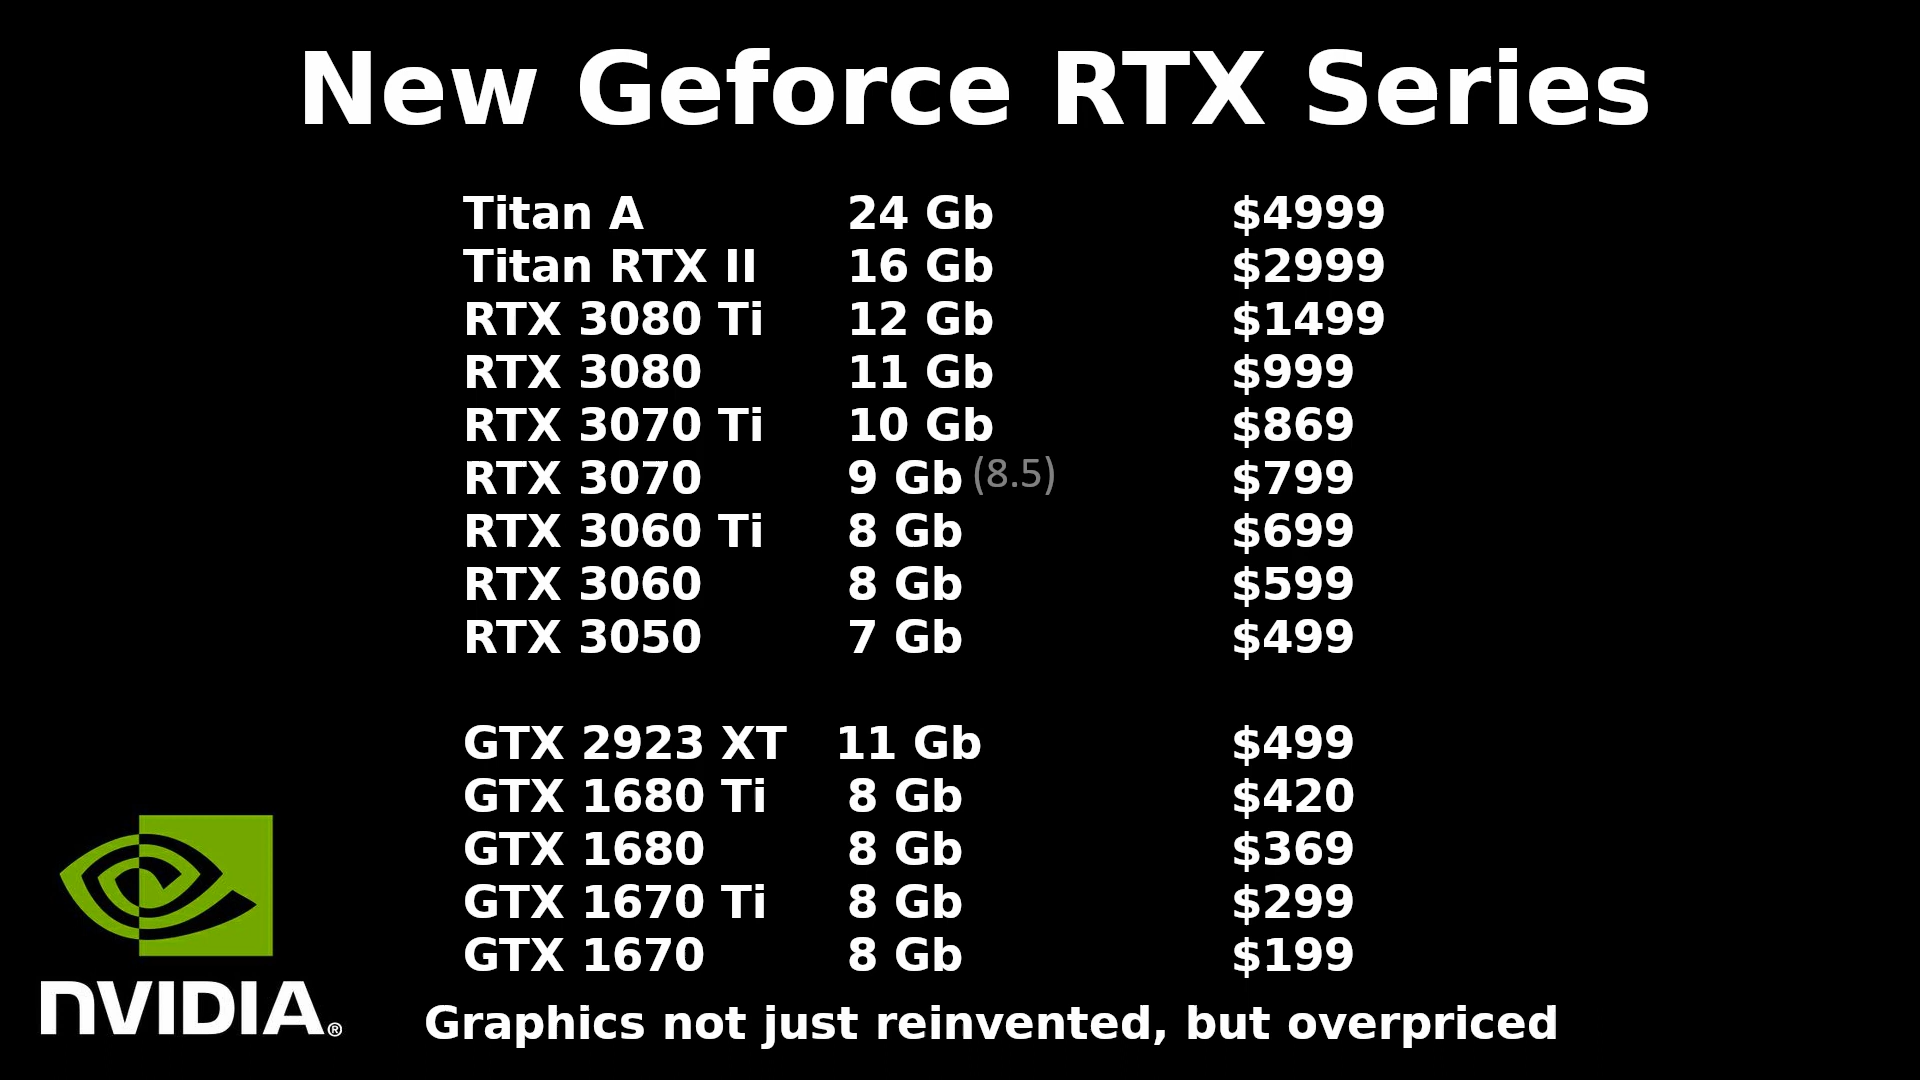 New Geforce RTX Series
Titan A 24 Gb $4999
Titan RTX II 16 Gb $2999
RTX 3080 Ti 12 Gb $1499
RTX 3080 11 Gb $999
RTX 3070 Ti 10 Gb $869
RTX 3070 9 Gb (8.5) $799
RTX 3060 Ti 8 Gb $699
RTX 3060 8 Gb $599
RTX 3050 7 Gb $499
GTX 2923 XT 11 Gb $499
GTX 1680 Ti 8 Gb $420
GTX 1680 8 Gb $369
GTX 1670 Ti 8 Gb $299
GTX 1670 8 Gb $199
NVIDIA®
Graphics not just reinvented, but overpriced